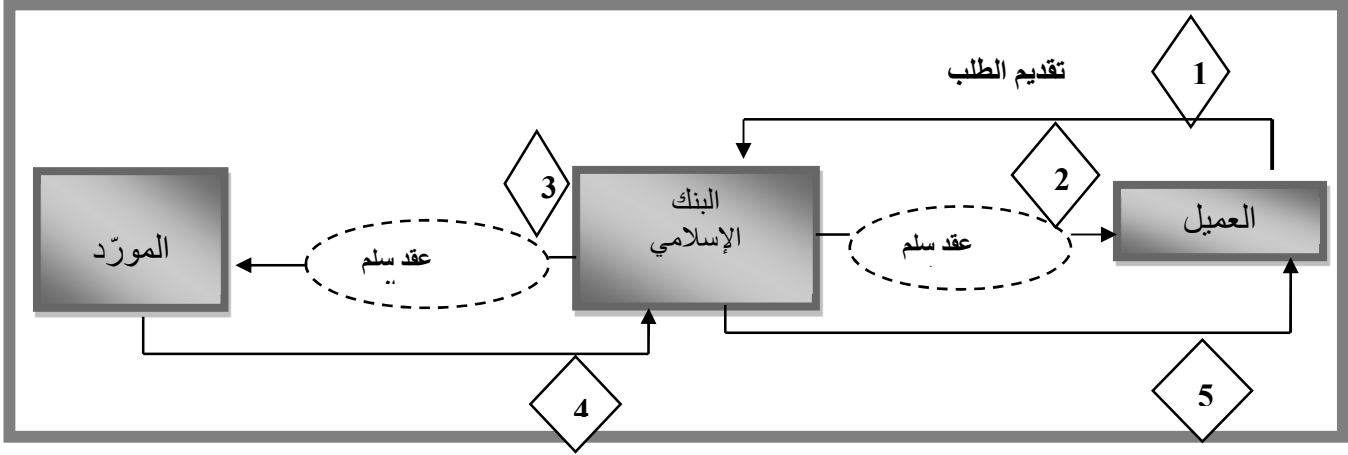 1
تقديم الطلب
2
3
العميل
البنك
الإسلامي
المورّد
عقد سلم
عقد سلم
4
5